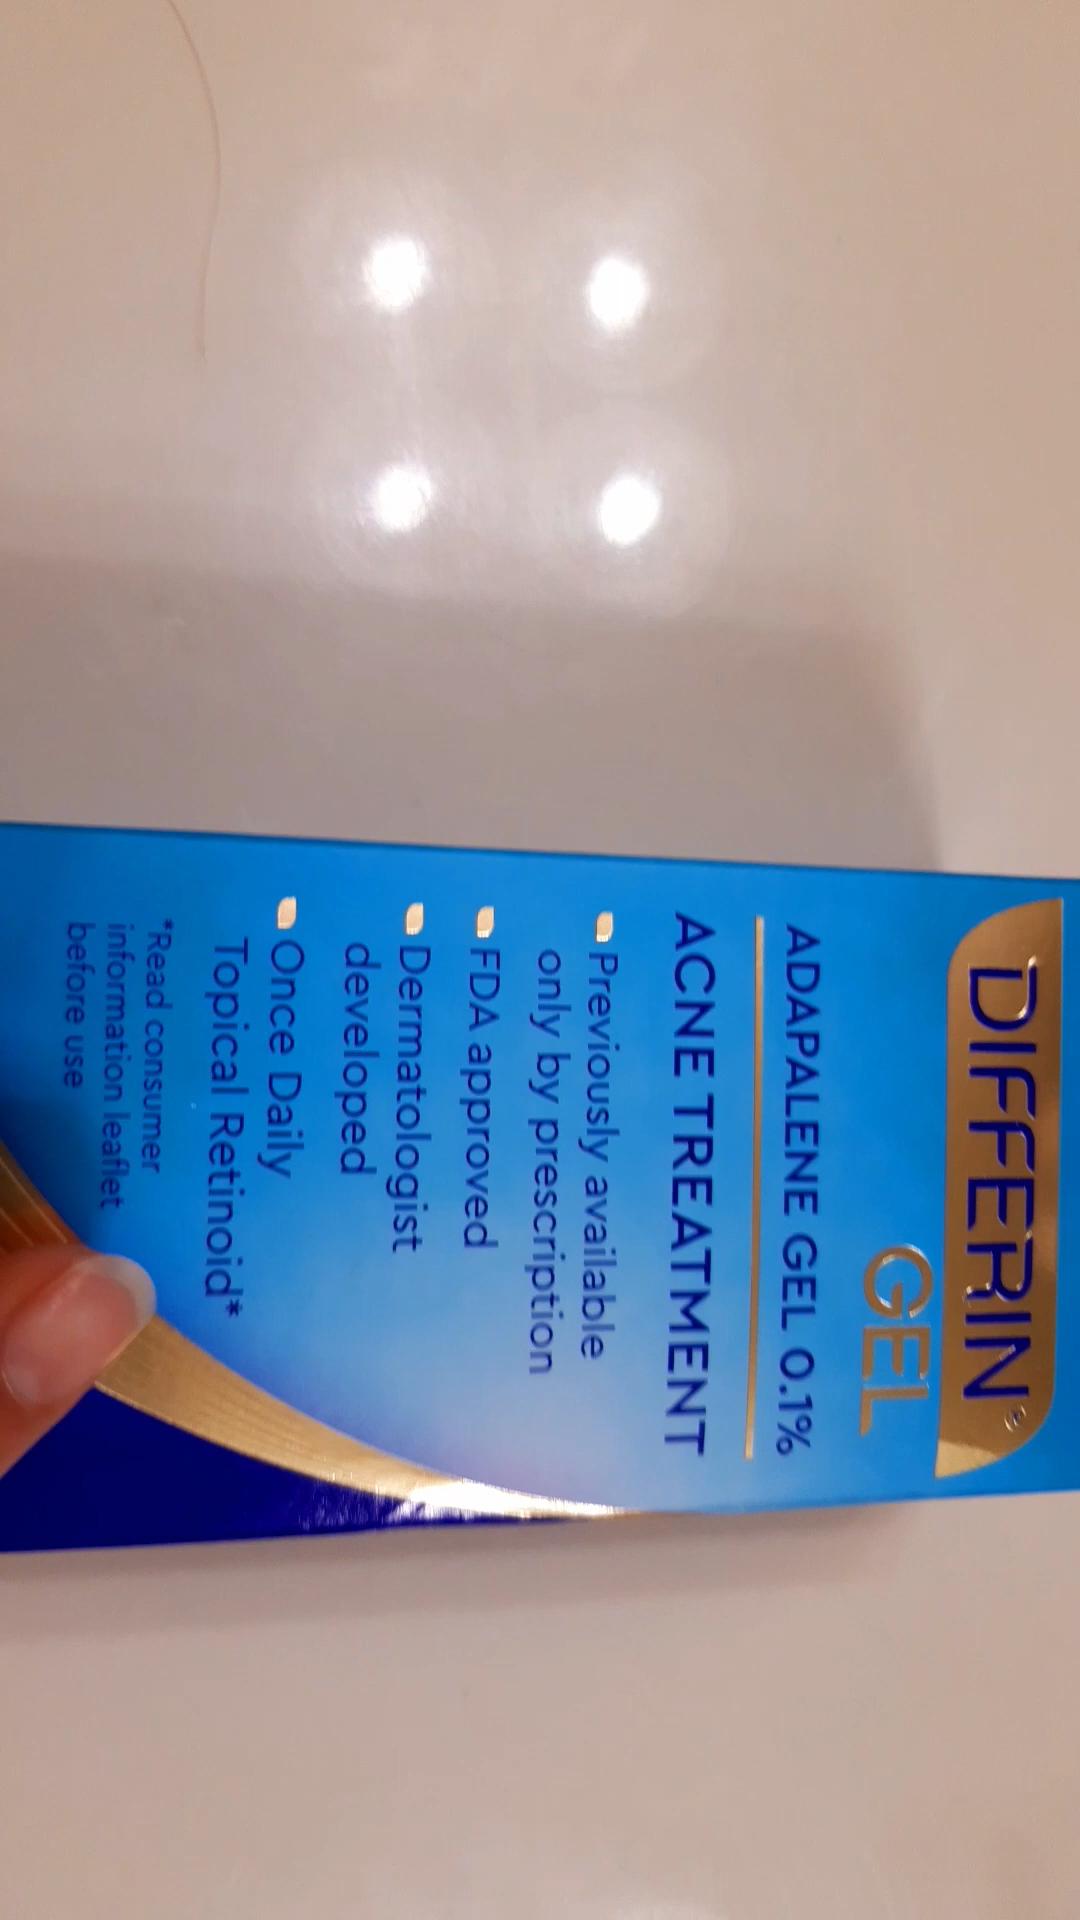 DIFFERIN®
GEL
ADAPALENE GEL 0.1%
ACNE TREATMENT
Previously available
only by prescription
FDA approved
Dermatologist
developed
Once Daily
Topical Retinoid*
*Read consumer
information leaflet
before use